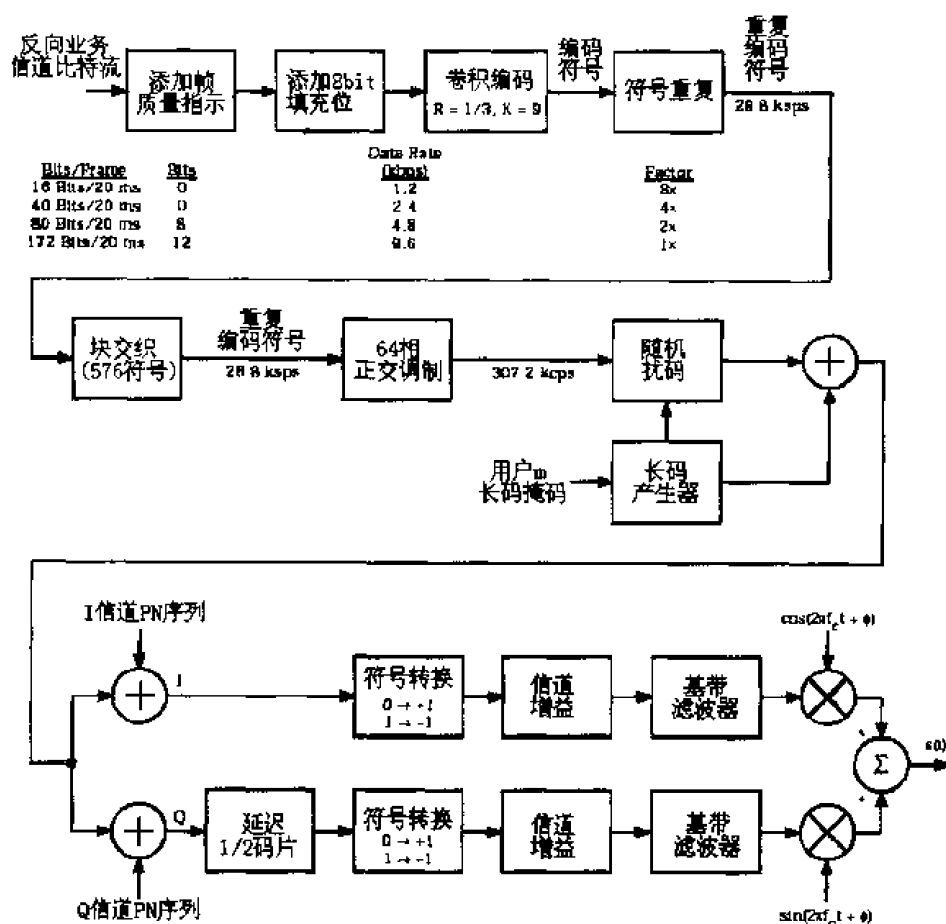 反向业务
信道比特流
添加帧
质量指示
添加8bit
填充位
卷积编码
R = 1/3, K = 9
编码
符号
符号重复
重复
编码
符号
28.8 ksps
Bits/Frame
16 Bits/20 ms
40 Bits/20 ms
80 Bits/20 ms
172 Bits/20 ms
Bits
0
0
8
12
Data Rate
(kbps)
1.2
2.4
4.8
9.6
Factor
8×
4×
2×
1×
块交织
(576符号)
重复
编码符号
28.8 ksps
64相
正交调制
307.2 kcps
随机
扰码
用户m
长码掩码
长码
产生器
I信道PN序列
I
符号转换
0 → +1
1 → -1
信道
增益
基带
滤波器
cos(2πf_c t + φ)
Σ
s(t)
Q
延迟
1/2码片
符号转换
0 → +1
1 → -1
信道
增益
基带
滤波器
Q信道PN序列
sin(2πf_c t + φ)